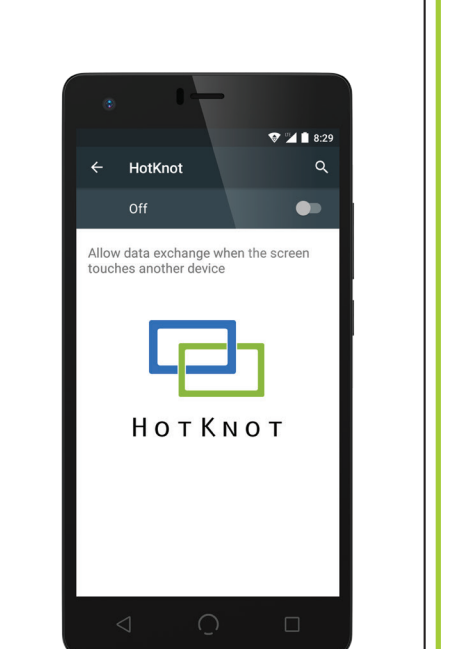 8:29
HotKnot
Off
Allow data exchange when the screen
touches another device
HOTKNOT